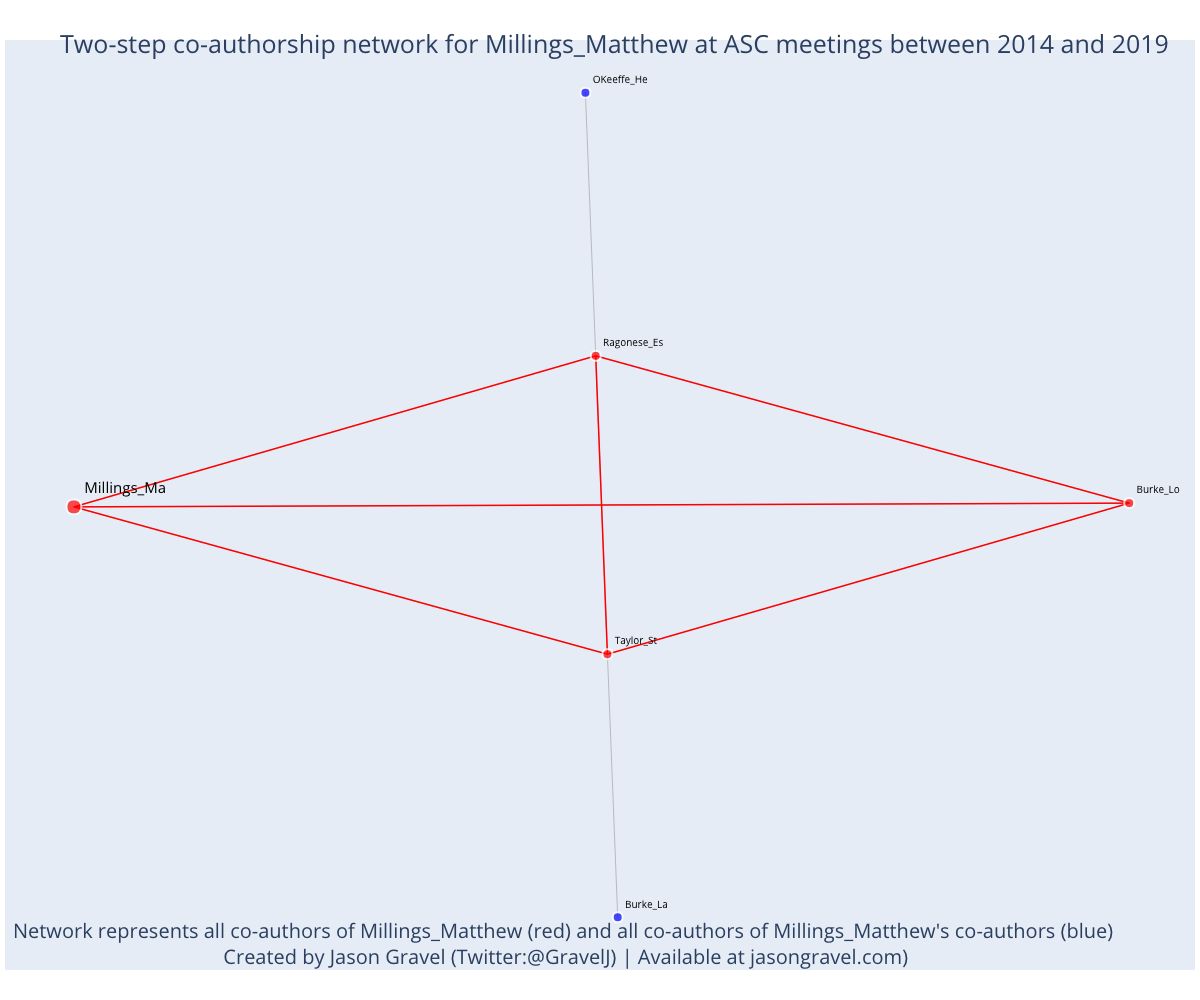 Two-step co-authorship network for Millings_Matthew at ASC meetings between 2014 and 2019
OKeeffe_He
Ragonese_Es
Millings_Ma
Burke_Lo
Taylor_St
Burke_La
Network represents all co-authors of Millings_Matthew (red) and all co-authors of Millings_Matthew's co-authors (blue)
Created by Jason Gravel (Twitter:@GravelJ) | Available at jasongravel.com)